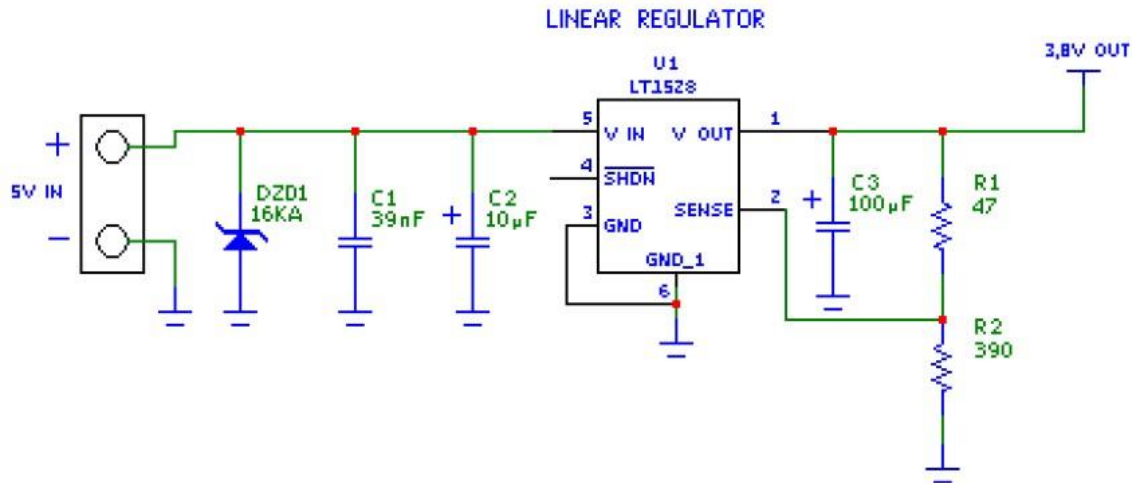 LINEAR REGULATOR
3,8V OUT
U1
LT1528
+
5V IN
−
5
V IN
V OUT
1
4
SHDN
3
GND
SENSE
2
GND_1
6
DZD1
16KA
C1
39nF
+
C2
10µF
+
C3
100µF
R1
47
R2
390